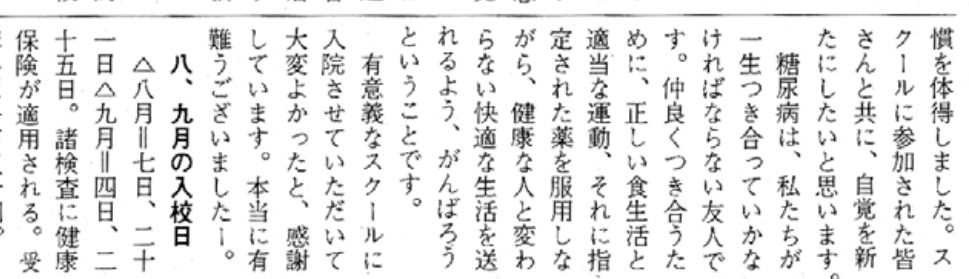 慣を体得しました。ス
クールに参加された皆
さんと共に、自覚を新
たにしたいと思います。
糖尿病は、私たちが
一生つき合っていかな
ければならない友人で
す。仲良くつき合うた
めに、正しい食生活と
適当な運動、それに指
定された薬を服用しな
がら、健康な人と変わ
らない快適な生活を送
れるよう、がんばろう
ということです。
有意義なスクールに
入院させていただいて
大変よかったと、感謝
しています。本当に有
難うございましたー。
八、九月の入校日
△八月＝七日、二十
一日△九月＝四日、二
十五日。諸検査に健康
保険が適用される。受